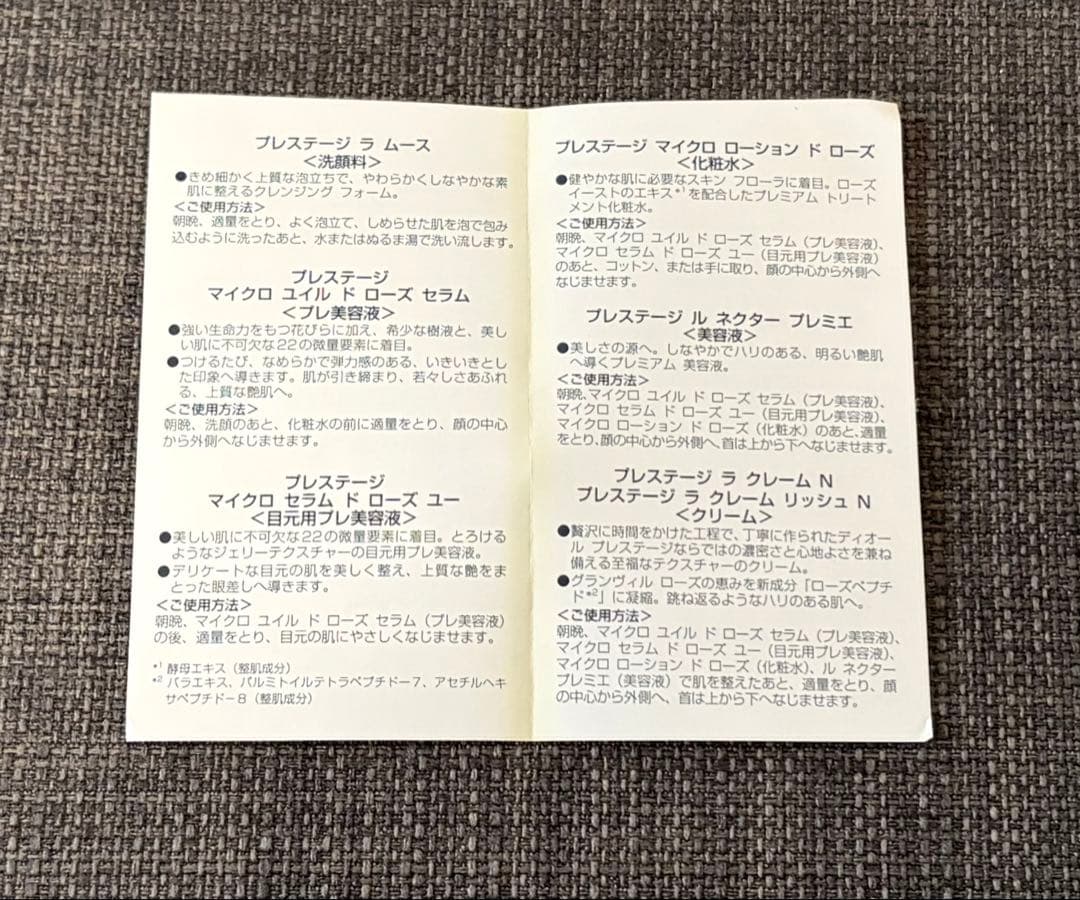 プレステージ ラ ムース
<洗顔料>
●きめ細かく上質な泡立ちで、やわらかくしなやかな素
肌に整えるクレンジング フォーム。
<ご使用方法>
朝晩、適量をとり、よく泡立て、しめらせた肌を泡で包み
込むように洗ったあと、水またはぬるま湯で洗い流します。
プレステージ
マイクロ ユイル ド ローズ セラム
<プレ美容液>
●強い生命力をもつ花びらに加え、希少な樹液と、美し
い肌に不可欠な22の微量要素に着目。
●つけるたび、なめらかで弾力感のある、いきいきとし
た印象へ導きます。肌が引き締まり、若々しさあふれ
る、上質な艶肌へ。
<ご使用方法>
朝晩、洗顔のあと、化粧水の前に適量をとり、顔の中心
から外側へなじませます。
プレステージ
マイクロ セラム ド ローズ ユー
<目元用プレ美容液>
●美しい肌に不可欠な22の微量要素に着目。とろける
ようなジェリーテクスチャーの目元用プレ美容液。
●デリケートな目元の肌を美しく整え、上質な艶をま
とった眼差しへ導きます。
<ご使用方法>
朝晩、マイクロ ユイル ド ローズ セラム（プレ美容液）
の後、適量をとり、目元の肌にやさしくなじませます。
*1 酵母エキス（整肌成分）
*2 バラエキス、パルミトイルテトラペプチド－7、アセチルヘキ
サペプチド－8（整肌成分）
プレステージ マイクロ ローション ド ローズ
<化粧水>
●健やかな肌に必要なスキン フローラに着目。ローズ
イーストのエキス*1を配合したプレミアム トリート
メント化粧水。
<ご使用方法>
朝晩、マイクロ ユイル ド ローズ セラム（プレ美容液）、
マイクロ セラム ド ローズ ユー（目元用プレ美容液）
のあと、コットン、または手に取り、顔の中心から外側へ
なじませます。
プレステージ ル ネクター プレミエ
<美容液>
●美しさの源へ。しなやかでハリのある、明るい艶肌
へ導くプレミアム 美容液。
<ご使用方法>
朝晩、マイクロ ユイル ド ローズ セラム（プレ美容液）、
マイクロ セラム ド ローズ ユー（目元用プレ美容液）、
マイクロ ローション ド ローズ（化粧水）のあと、適量
をとり、顔の中心から外側へ、首は上から下へなじませます。
プレステージ ラ クレーム N
プレステージ ラ クレーム リッシュ N
<クリーム>
●贅沢に時間をかけた工程で、丁寧に作られたディオー
ル プレステージならではの濃密さと心地よさを兼ね
備える至福なテクスチャーのクリーム。
●グランヴィル ローズの恵みを新成分「ローズペプチ
ド*2」に凝縮。跳ね返るようなハリのある肌へ。
<ご使用方法>
朝晩、マイクロ ユイル ド ローズ セラム（プレ美容液）、
マイクロ セラム ド ローズ ユー（目元用プレ美容液）、
マイクロ ローション ド ローズ（化粧水）、ル ネクター
プレミエ（美容液）で肌を整えたあと、適量をとり、顔
の中心から外側へ、首は上から下へなじませます。